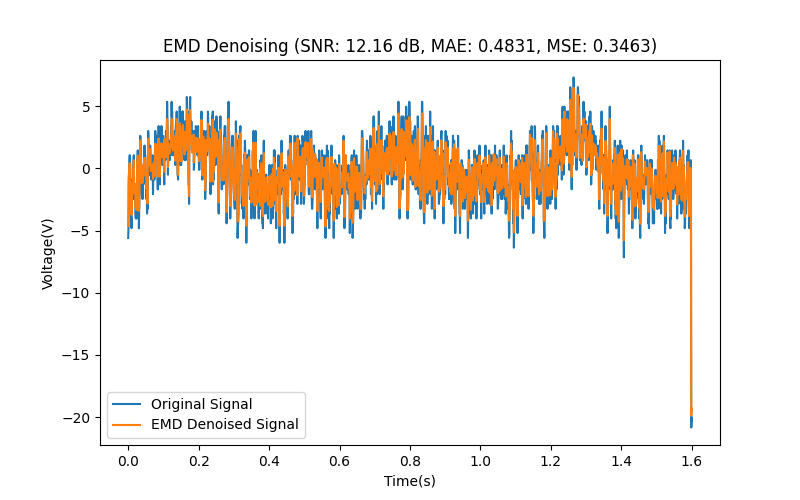 EMD Denoising (SNR: 12.16 dB, MAE: 0.4831, MSE: 0.3463)
5
0
−5
−10
−15
−20
Voltage(V)
Original Signal
EMD Denoised Signal
0.0 0.2 0.4 0.6 0.8 1.0 1.2 1.4 1.6
Time(s)